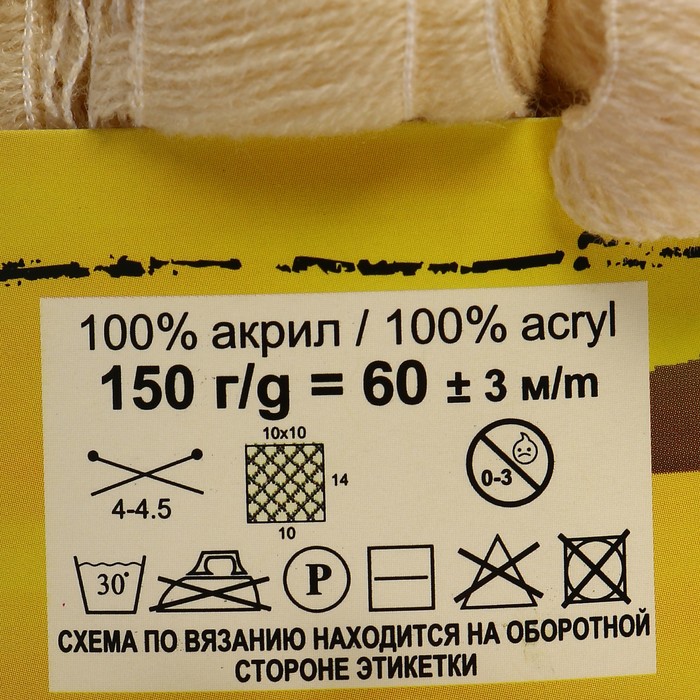 100% акрил / 100% acryl
150 г/g = 60 ± 3 м/m
10x10
14
10
4-4.5
0-3
30°
P
СХЕМА ПО ВЯЗАНИЮ НАХОДИТСЯ НА ОБОРОТНОЙ
СТОРОНЕ ЭТИКЕТКИ